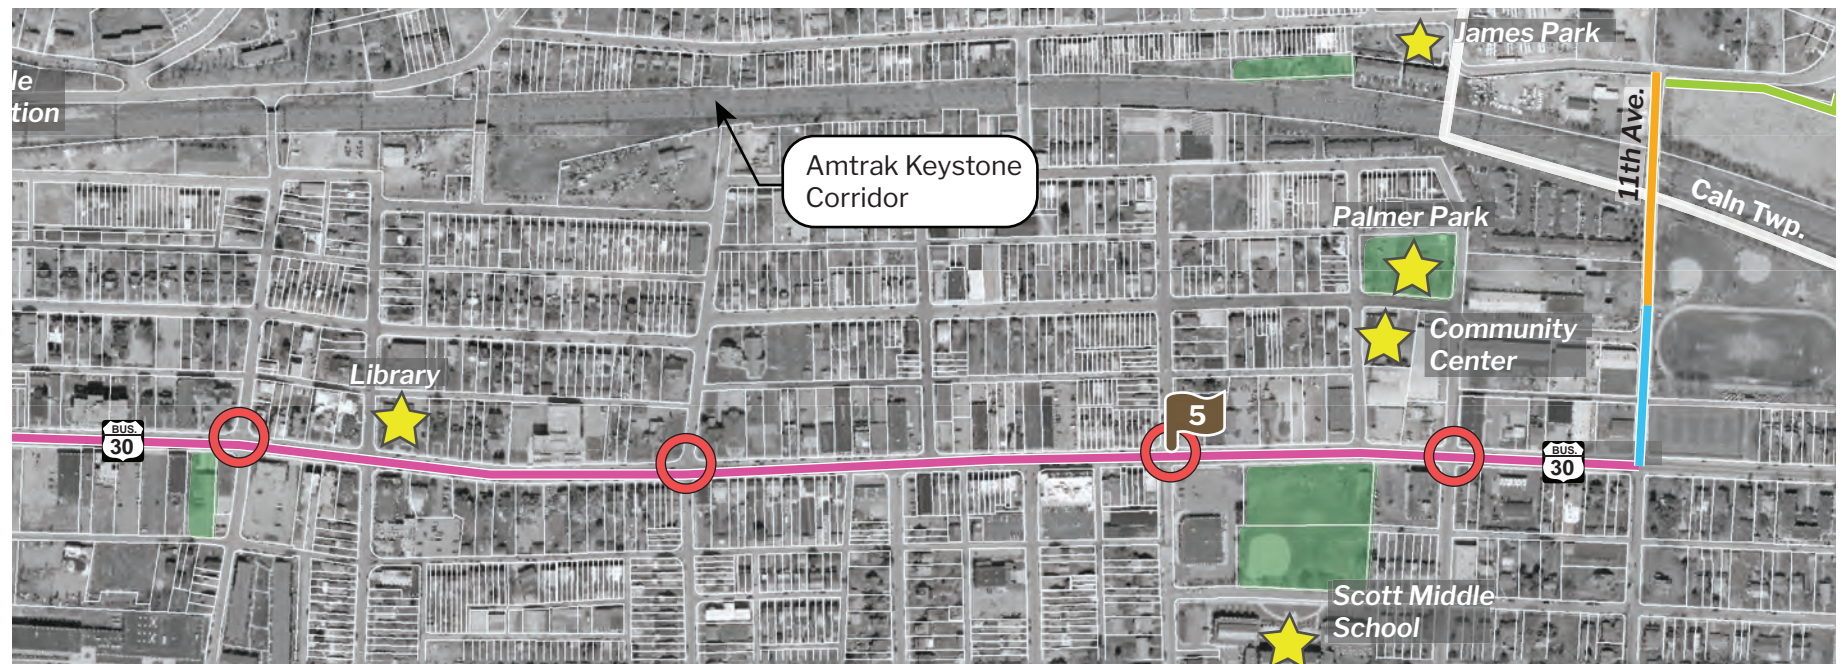 James Park
le
tion
11th Ave.
Amtrak Keystone
Corridor
Caln Twp.
Palmer Park
Community
Center
Library
5
BUS.
30
BUS.
30
Scott Middle
School